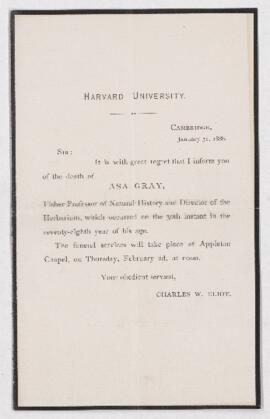 HARVARD UNIVERSITY.
CAMBRIDGE,
January 31, 1888.
SIR:
It is with great regret that I inform you
of the death of
ASA GRAY,
Fisher Professor of Natural History and Director of the
Herbarium, which occurred on the 30th instant in the
seventy-eighth year of his age.
The funeral services will take place at Appleton
Chapel, on Thursday, February 2d, at noon.
Your obedient servant,
CHARLES W. ELIOT.